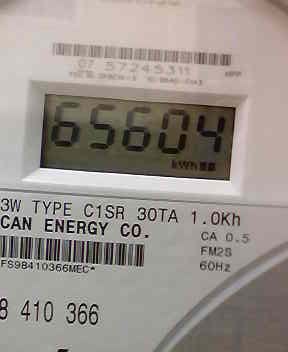 07 57245311
65604
kWh
3W TYPE C1SR 30TA 1.0Kh
CAN ENERGY CO.
CA 0.5
FM2S
60Hz
FS98410366MEC*
8 410 366